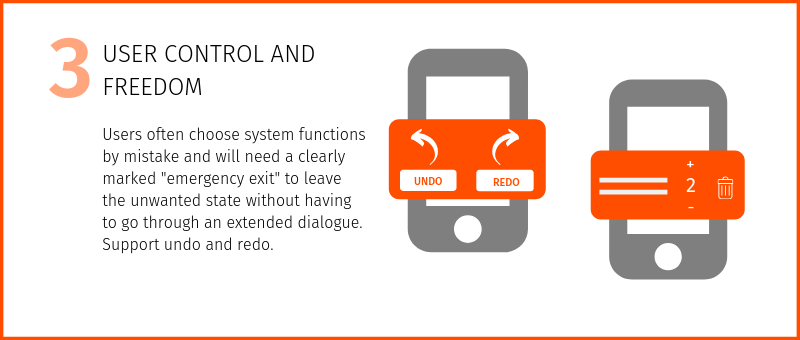 3
USER CONTROL AND
FREEDOM
Users often choose system functions
by mistake and will need a clearly
marked "emergency exit" to leave
the unwanted state without having
to go through an extended dialogue.
Support undo and redo.
UNDO
REDO
+
2
-